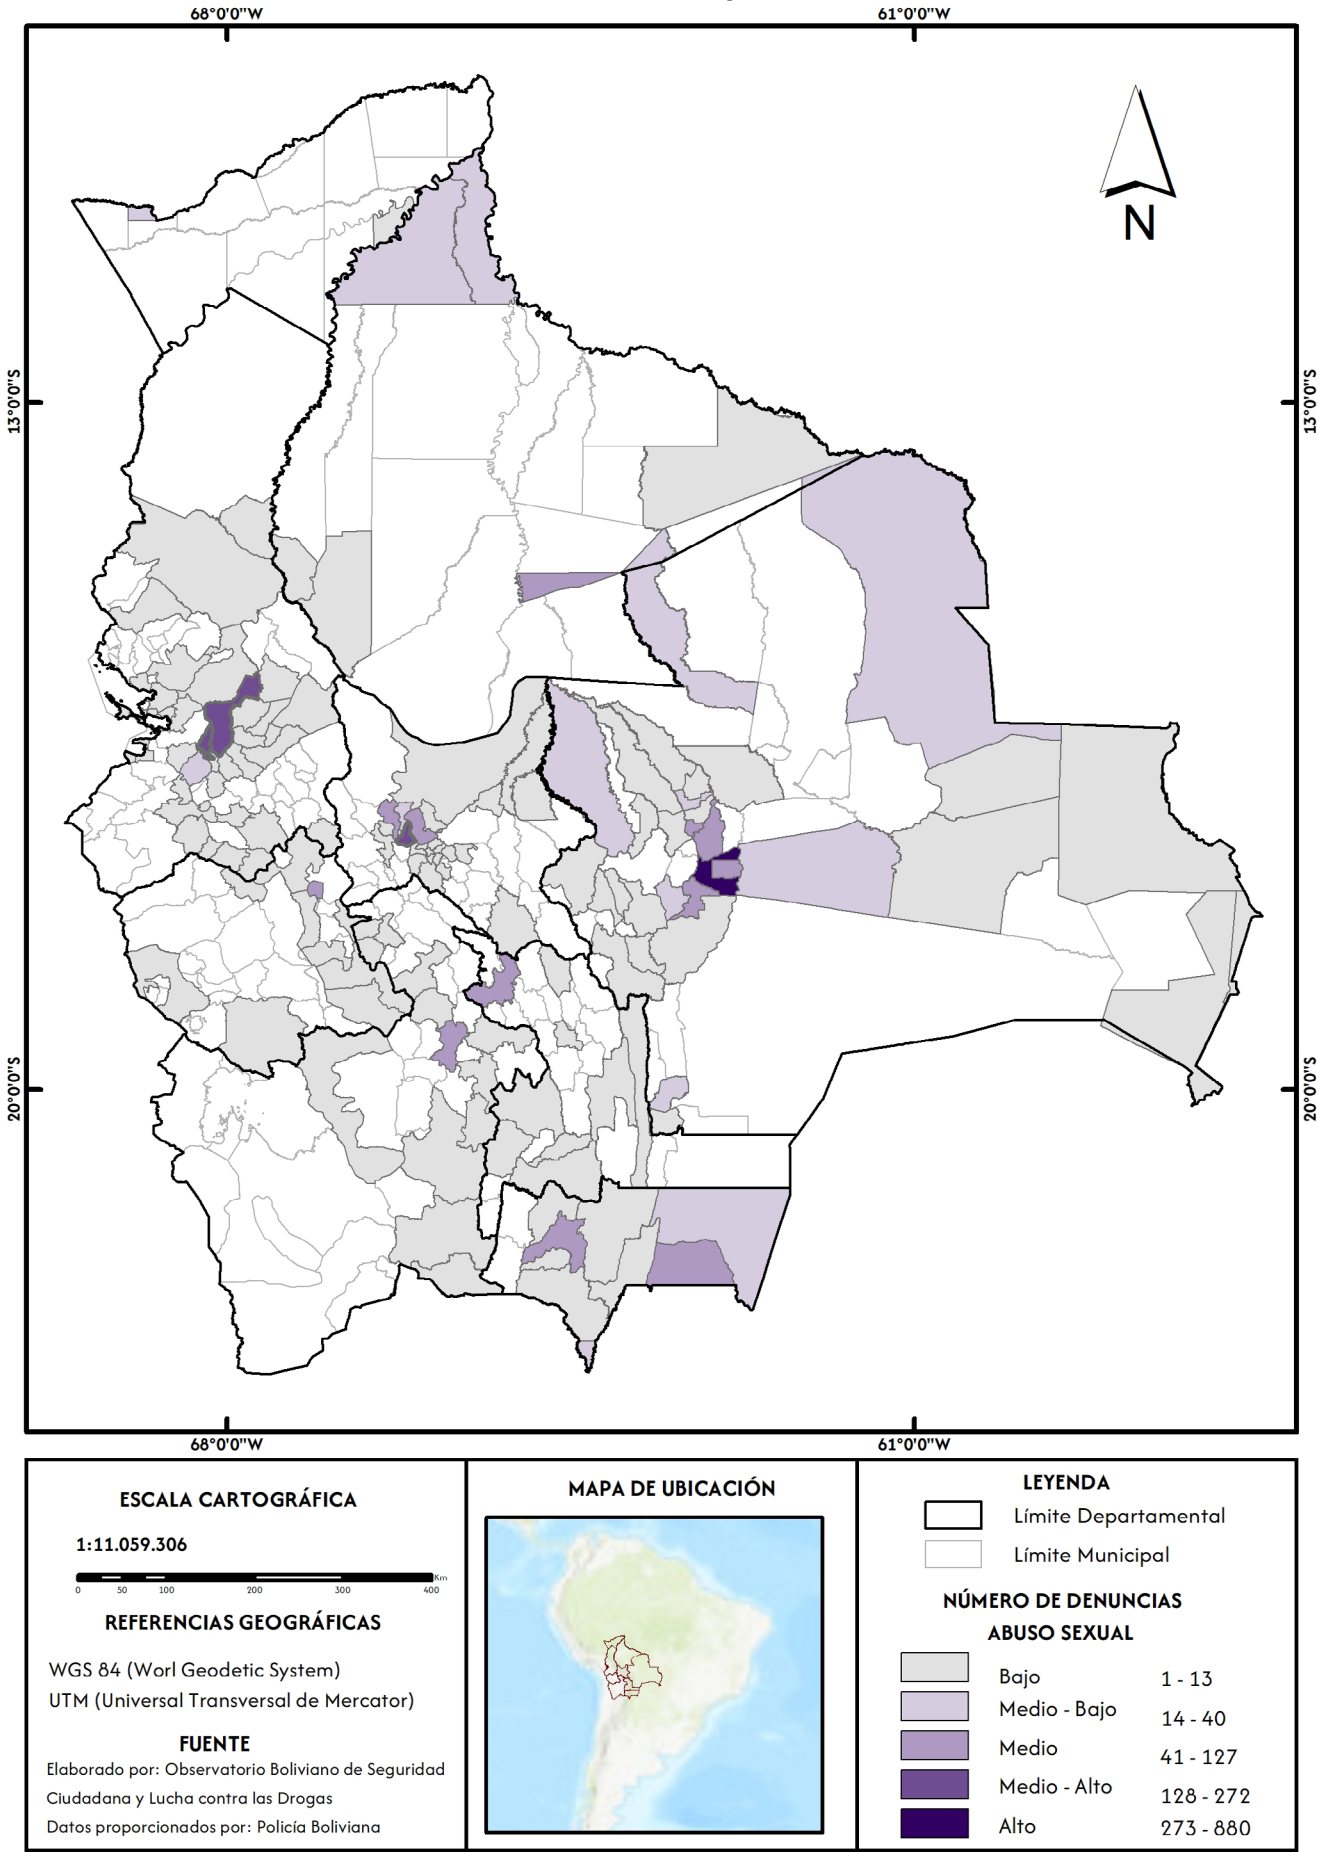 68°0'0"W
61°0'0"W
N
13°0'0"S
13°0'0"S
20°0'0"S
20°0'0"S
68°0'0"W
61°0'0"W
ESCALA CARTOGRÁFICA
1:11.059.306
Km
0 50 100 200 300 400
REFERENCIAS GEOGRÁFICAS
WGS 84 (Worl Geodetic System)
UTM (Universal Transversal de Mercator)
FUENTE
Elaborado por: Observatorio Boliviano de Seguridad
Ciudadana y Lucha contra las Drogas
Datos proporcionados por: Policía Boliviana
MAPA DE UBICACIÓN
LEYENDA
Límite Departamental
Límite Municipal
NÚMERO DE DENUNCIAS
ABUSO SEXUAL
Bajo 1 - 13
Medio - Bajo 14 - 40
Medio 41 - 127
Medio - Alto 128 - 272
Alto 273 - 880